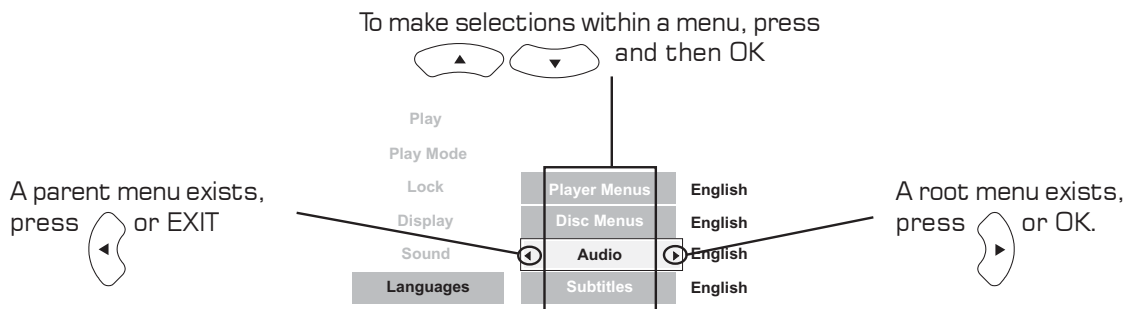 To make selections within a menu, press
and then OK
Play
Play Mode
Lock
Display
Sound
Languages
Player Menus
Disc Menus
Audio
Subtitles
English
English
English
English
A parent menu exists,
press or EXIT
A root menu exists,
press or OK.